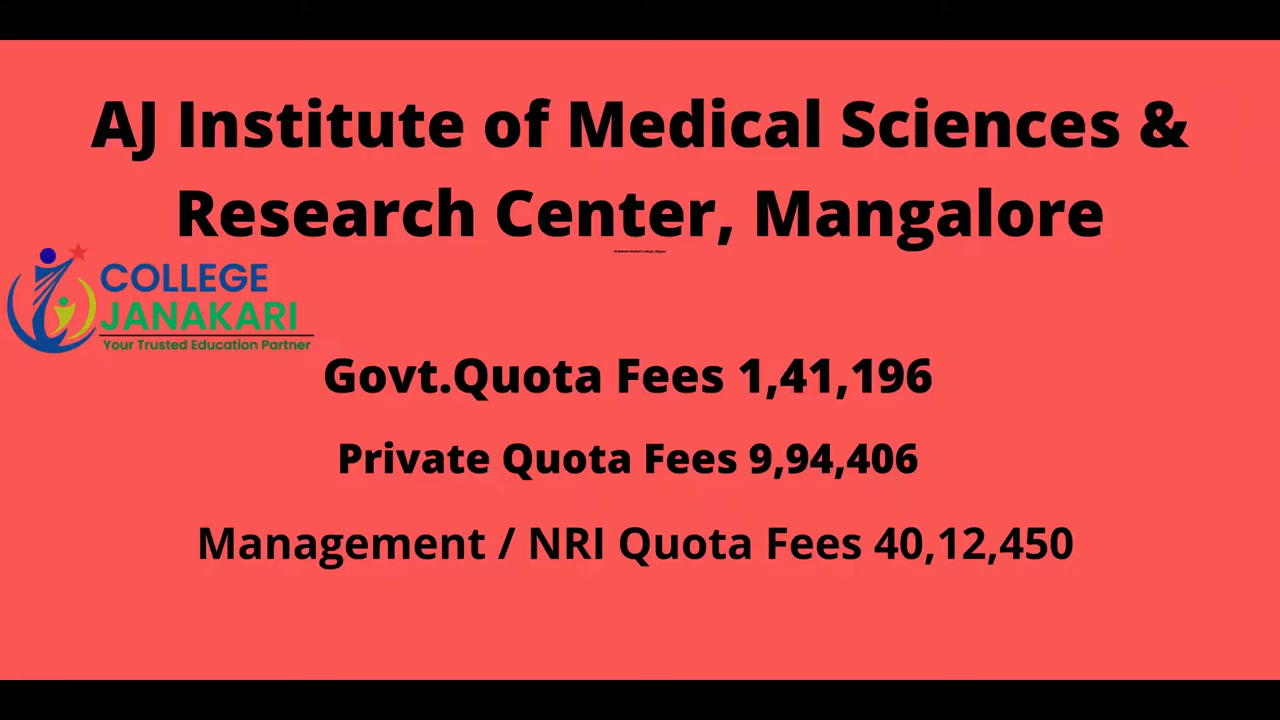 AJ Institute of Medical Sciences &
Research Center, Mangalore
COLLEGE
JANAKARI
Your Trusted Education Partner
Govt.Quota Fees 1,41,196
Private Quota Fees 9,94,406
Management / NRI Quota Fees 40,12,450